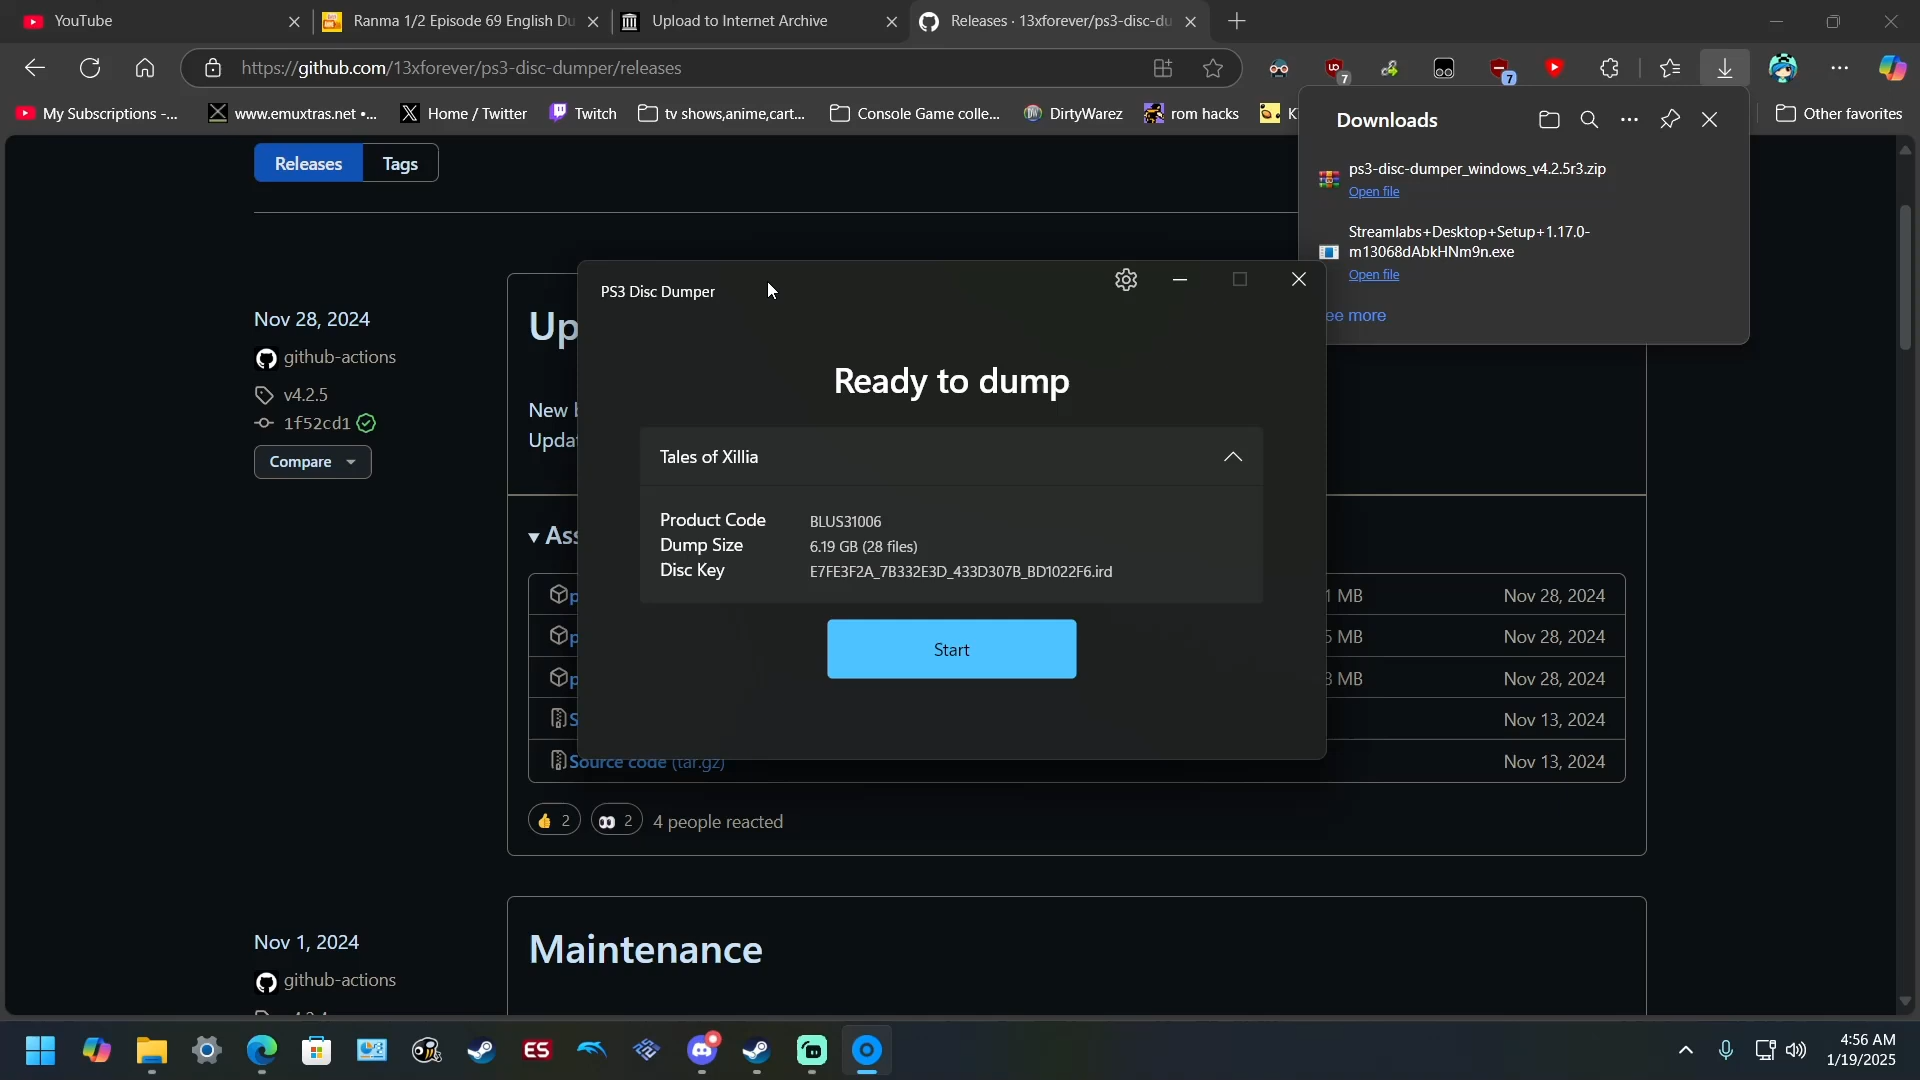 YouTube
Ranma 1/2 Episode 69 English Du
Upload to Internet Archive
Releases · 13xforever/ps3-disc-du
https://github.com/13xforever/ps3-disc-dumper/releases
7
7
My Subscriptions -...
www.emuxtras.net •...
Home / Twitter
Twitch
tv shows,anime,cart...
Console Game colle...
DirtyWarez
rom hacks
Other favorites
Downloads
ps3-disc-dumper_windows_v4.2.5r3.zip
Open file
Streamlabs+Desktop+Setup+1.17.0-
m13068dAbkHNm9n.exe
Open file
ee more
Releases
Tags
Nov 28, 2024
github-actions
v4.2.5
1f52cd1
Compare
Up
New
Updat
Ass
PS3 Disc Dumper
Ready to dump
Tales of Xillia
Product Code BLUS31006
Dump Size 6.19 GB (28 files)
Disc Key E7FE3F2A_7B332E3D_433D307B_BD1022F6.ird
Start
1 MB Nov 28, 2024
5 MB Nov 28, 2024
3 MB Nov 28, 2024
S Nov 13, 2024
Source code (tar.gz) Nov 13, 2024
2
2
4 people reacted
Nov 1, 2024
github-actions
Maintenance
ES
4:56 AM
1/19/2025